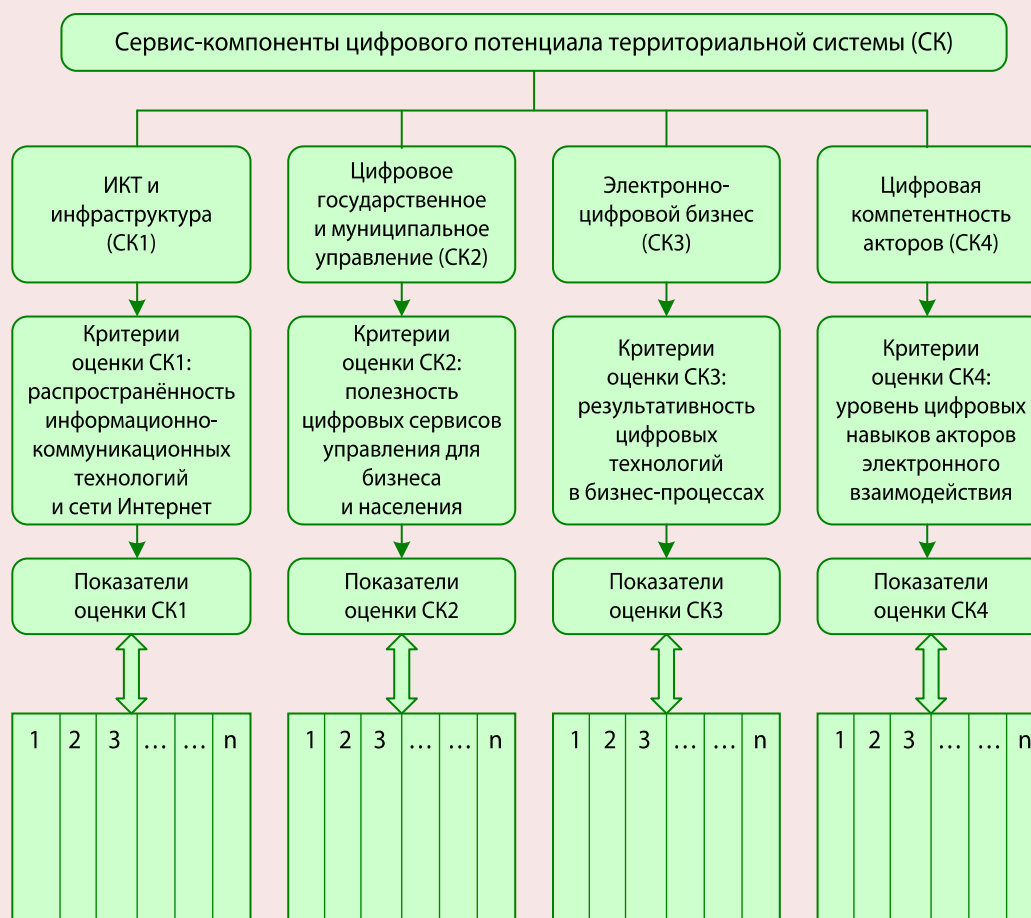 Сервис-компоненты цифрового потенциала территориальной системы (СК)
ИКТ и
инфраструктура
(СК1)
Цифровое
государственное
и муниципальное
управление (СК2)
Электронно-
цифровой бизнес
(СК3)
Цифровая
компетентность
акторов (СК4)
Критерии
оценки СК1:
распространённость
информационно-
коммуникационных
технологий
и сети Интернет
Критерии
оценки СК2:
полезность
цифровых сервисов
управления для
бизнеса
и населения
Критерии
оценки СК3:
результативность
цифровых
технологий
в бизнес-процессах
Критерии
оценки СК4:
уровень цифровых
навыков акторов
электронного
взаимодействия
Показатели
оценки СК1
Показатели
оценки СК2
Показатели
оценки СК3
Показатели
оценки СК4
1 2 3 ... ... n
1 2 3 ... ... n
1 2 3 ... ... n
1 2 3 ... ... n